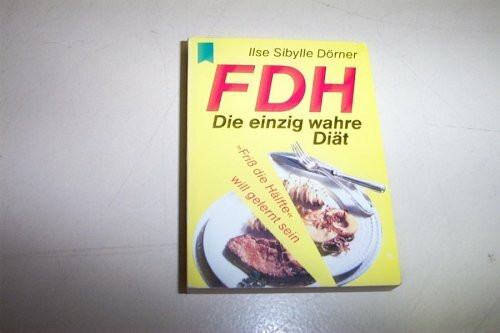 Ilse Sibylle Dörner
FDH
Die einzig wahre
Diät
»Friß die Hälfte«
will gelernt sein